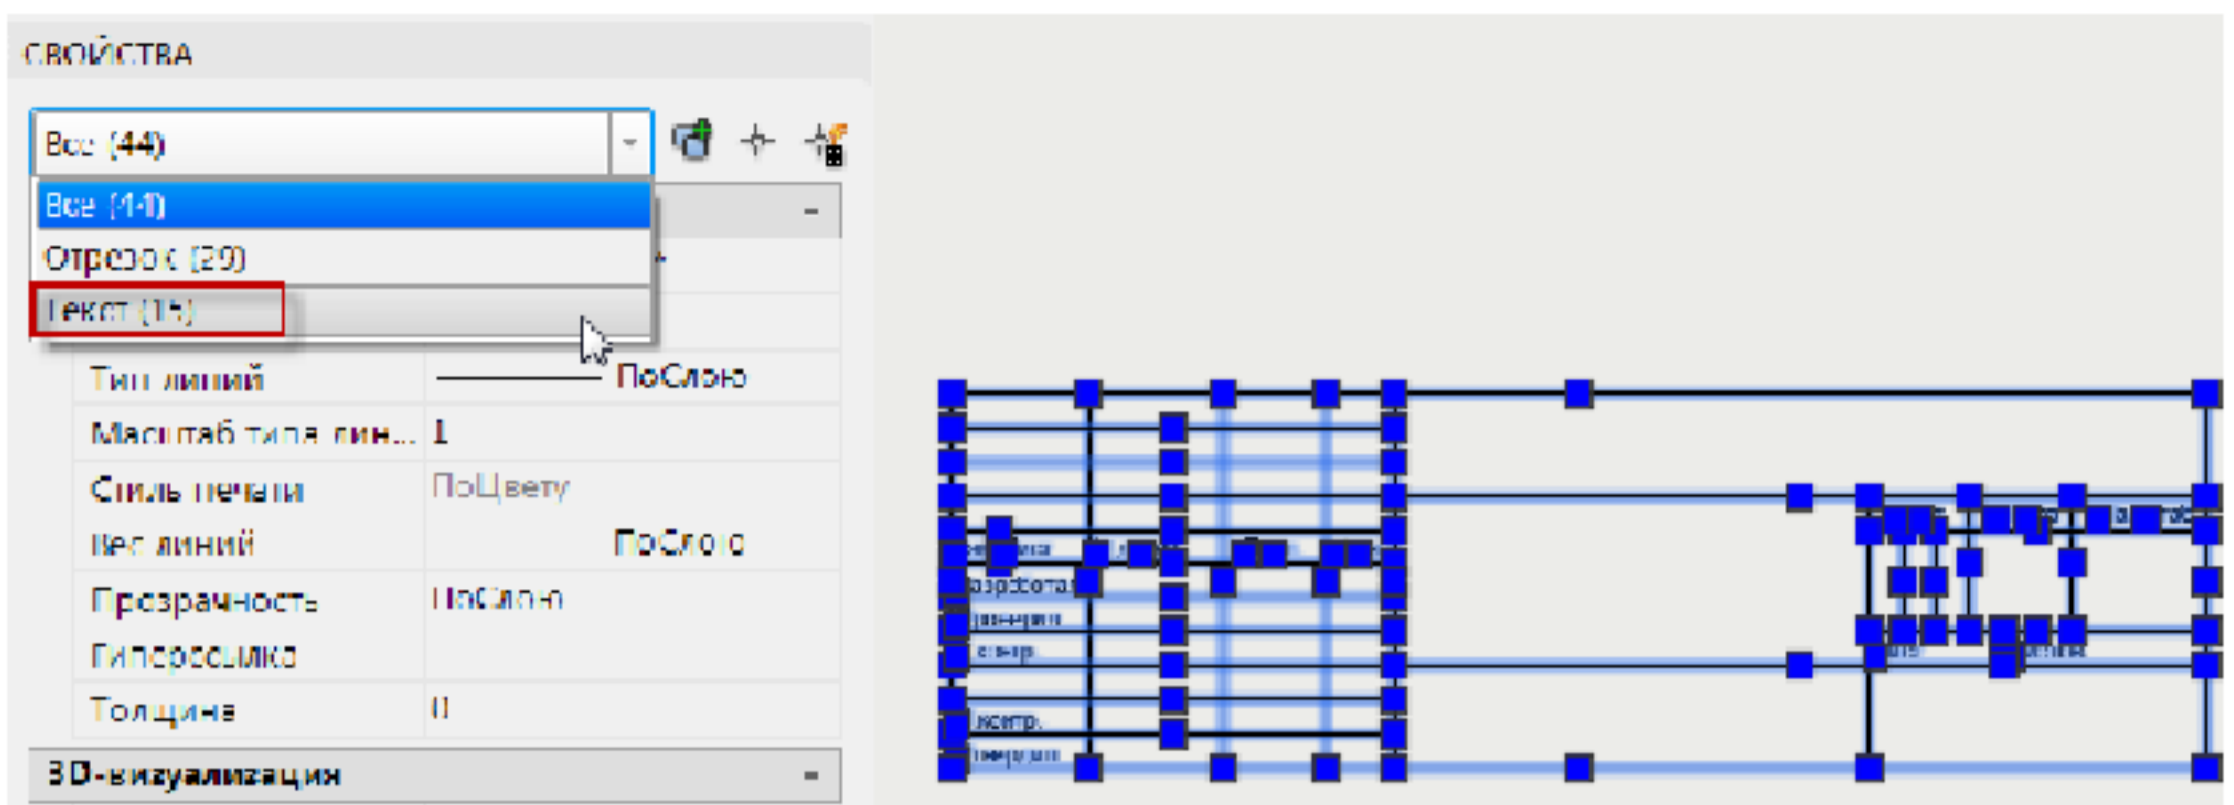 СВОЙСТВА
Все (44)
Все (44)
Отрезок (29)
Текст (15)
Тип линий ПоСлою
Масштаб типа лин... 1
Стиль печати ПоЦвету
Вес линий ПоСлою
Прозрачность ПоСлою
Гиперссылка
Толщина 0
3D-визуализация